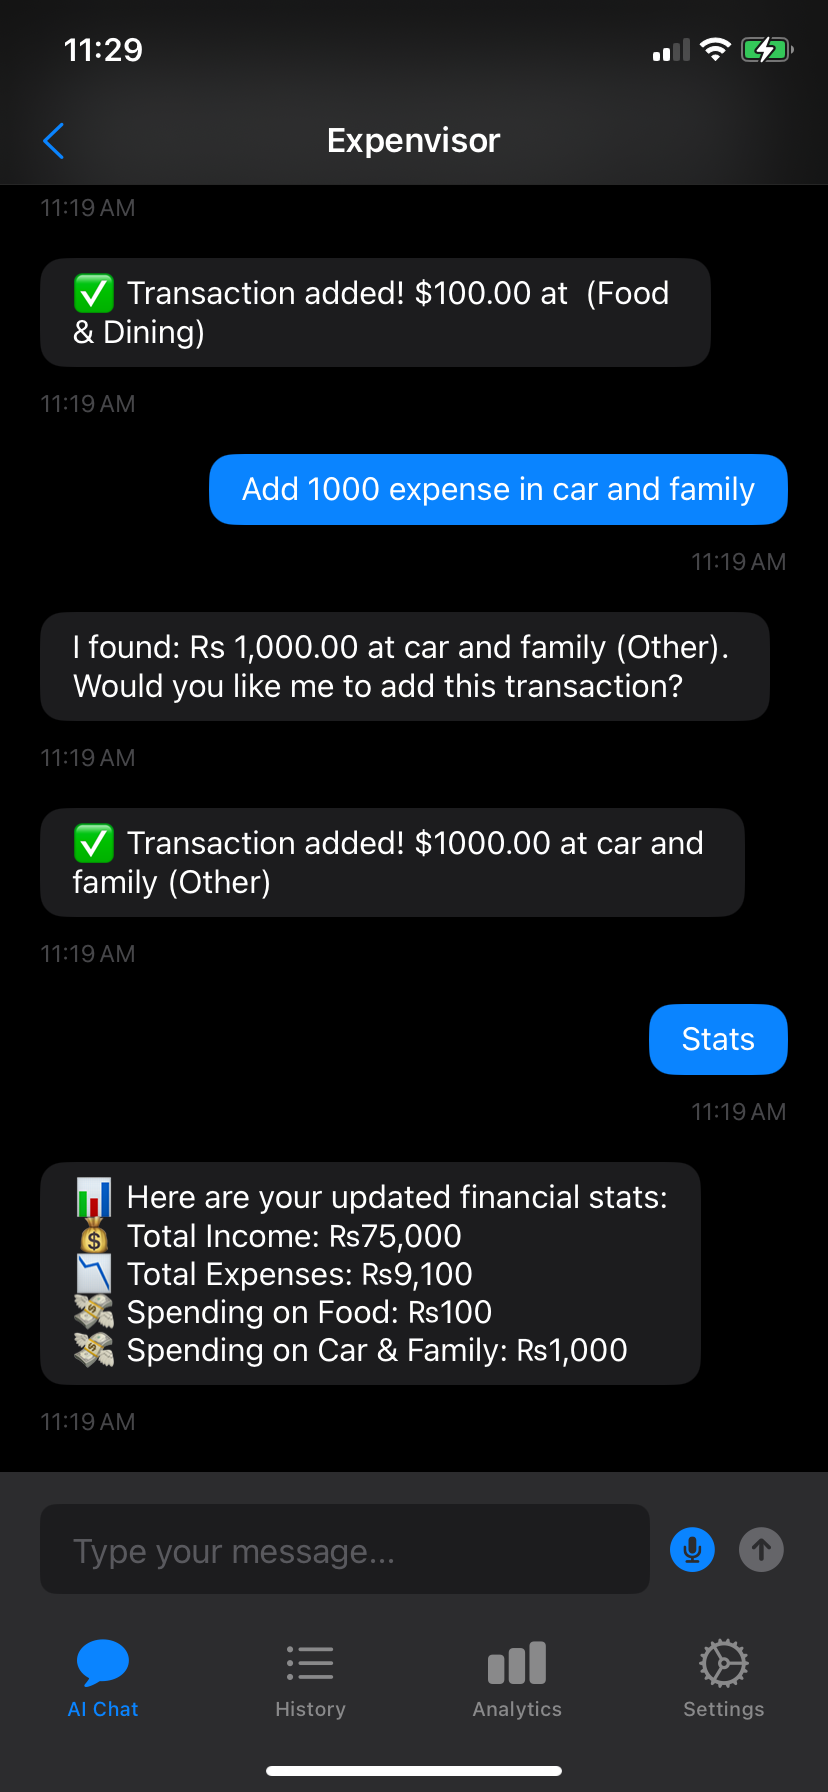 11:29
Expenvisor
11:19 AM
✅ Transaction added! $100.00 at  (Food
& Dining)
11:19 AM
Add 1000 expense in car and family
11:19 AM
I found: Rs 1,000.00 at car and family (Other).
Would you like me to add this transaction?
11:19 AM
✅ Transaction added! $1000.00 at car and
family (Other)
11:19 AM
Stats
11:19 AM
📊 Here are your updated financial stats:
💰 Total Income: ₨75,000
📉 Total Expenses: ₨9,100
💸 Spending on Food: ₨100
💸 Spending on Car & Family: ₨1,000
11:19 AM
Type your message...
AI Chat
History
Analytics
Settings